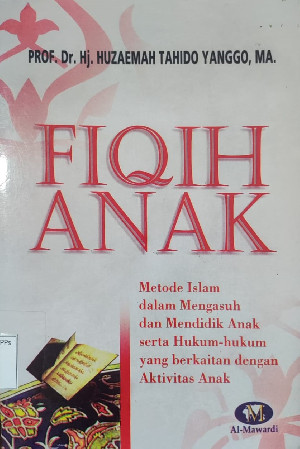 PROF. Dr. Hj. HUZAEMAH TAHIDO YANGGO, MA.
FIQIH
ANAK
Metode Islam
dalam Mengasuh
dan Mendidik Anak
serta Hukum-hukum
yang berkaitan dengan
Aktivitas Anak
PPs
M
Al-Mawardi